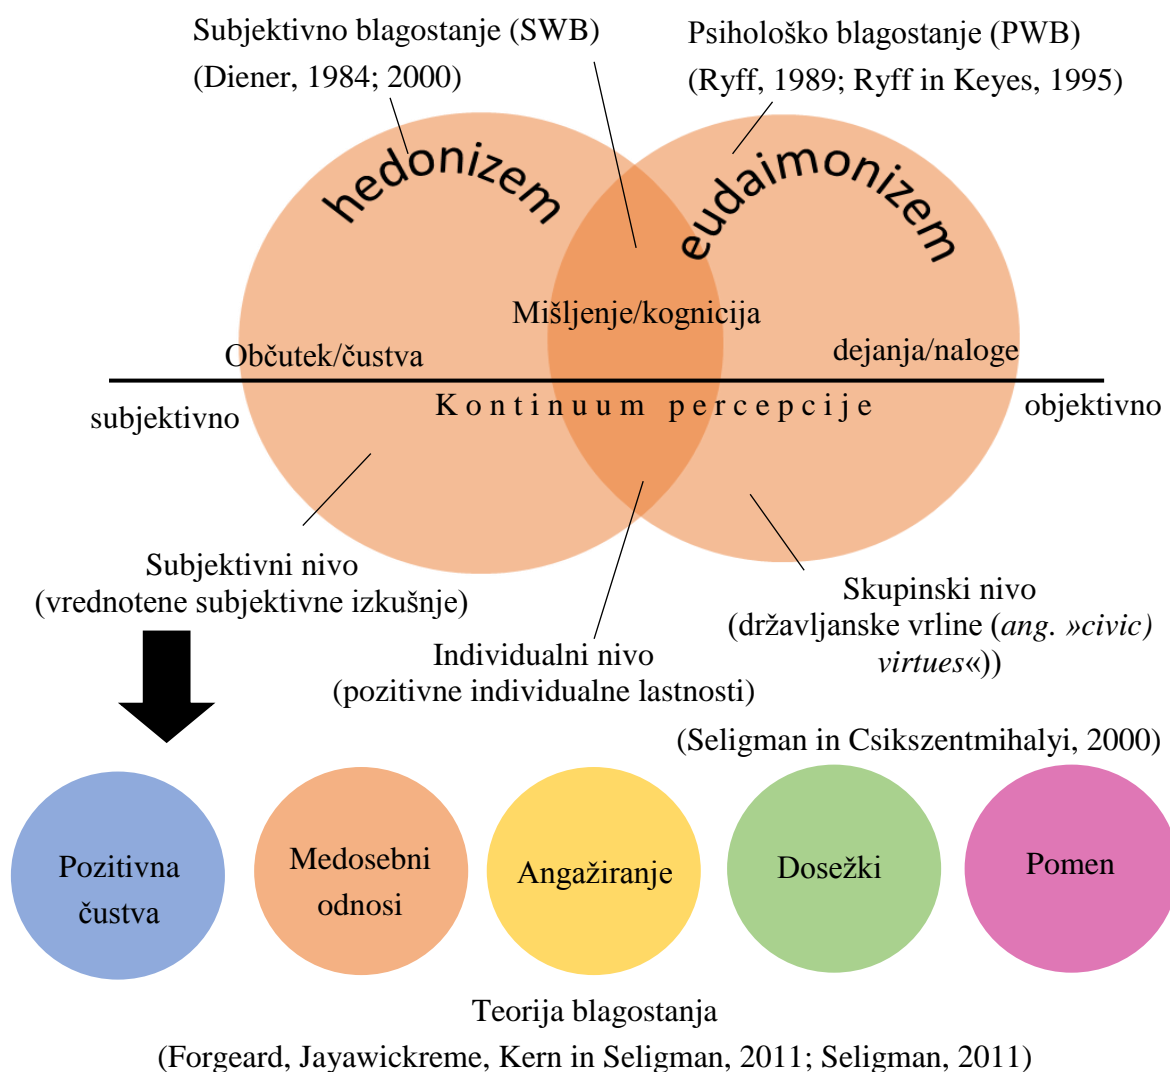 Subjektivno blagostanje (SWB)
(Diener, 1984; 2000)
Psihološko blagostanje (PWB)
(Ryff, 1989; Ryff in Keyes, 1995)
hedonizem
eudaimonizem
Mišljenje/kognicija
Občutek/čustva
dejanja/naloge
subjektivno
Kontinuum percepcije
objektivno
Subjektivni nivo
(vrednotene subjektivne izkušnje)
Individualni nivo
(pozitivne individualne lastnosti)
Skupinski nivo
(državljanske vrline (ang. »civic)
virtues«))
(Seligman in Csikszentmihalyi, 2000)
Pozitivna
čustva
Medosebni
odnosi
Angažiranje
Dosežki
Pomen
Teorija blagostanja
(Forgeard, Jayawickreme, Kern in Seligman, 2011; Seligman, 2011)